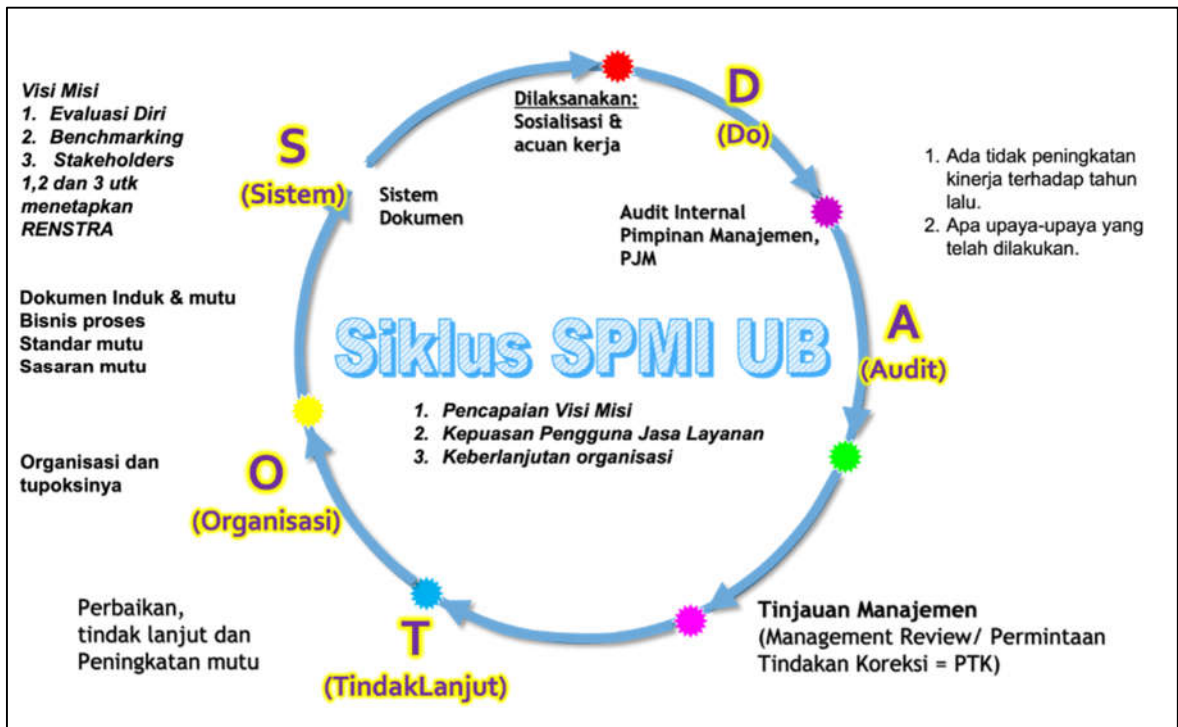 Visi Misi
1. Evaluasi Diri
2. Benchmarking
3. Stakeholders
1,2 dan 3 utk
menetapkan
RENSTRA
S
(Sistem)
Sistem
Dokumen
Dilaksanakan:
Sosialisasi &
acuan kerja
D
(Do)
Audit Internal
Pimpinan Manajemen,
PJM
1. Ada tidak peningkatan
kinerja terhadap tahun
lalu.
2. Apa upaya-upaya yang
telah dilakukan.
A
(Audit)
Dokumen Induk & mutu
Bisnis proses
Standar mutu
Sasaran mutu
Siklus SPMI UB
1. Pencapaian Visi Misi
2. Kepuasan Pengguna Jasa Layanan
3. Keberlanjutan organisasi
Organisasi dan
tupoksinya
O
(Organisasi)
Perbaikan,
tindak lanjut dan
Peningkatan mutu
T
(TindakLanjut)
Tinjauan Manajemen
(Management Review/ Permintaan
Tindakan Koreksi = PTK)